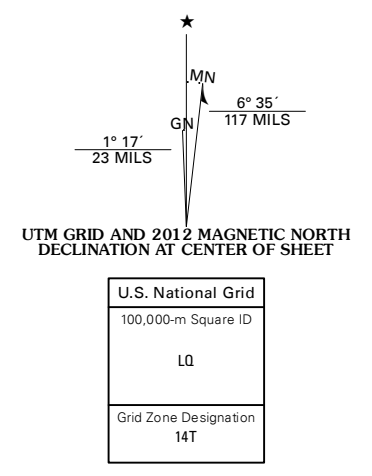 ★
MN
6° 35´
117 MILS
GN
1° 17´
23 MILS
UTM GRID AND 2012 MAGNETIC NORTH
DECLINATION AT CENTER OF SHEET
U.S. National Grid
100,000-m Square ID
LQ
Grid Zone Designation
14T